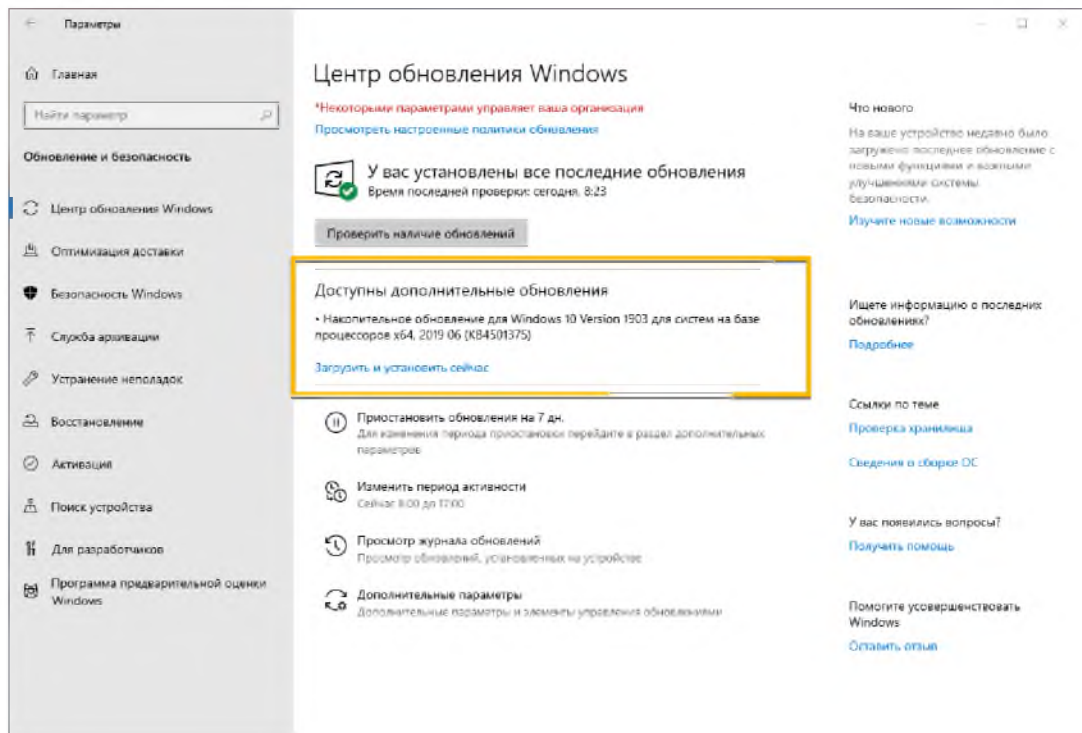 Параметры
Главная
Найти параметр
Обновление и безопасность
Центр обновления Windows
Оптимизация доставки
Безопасность Windows
Служба архивации
Устранение неполадок
Восстановление
Активация
Поиск устройства
Для разработчиков
Программа предварительной оценки
Windows
Центр обновления Windows
*Некоторыми параметрами управляет ваша организация
Просмотреть настроенные политики обновления
У вас установлены все последние обновления
Время последней проверки: сегодня, 8:23
Проверить наличие обновлений
Доступны дополнительные обновления
• Накопительное обновление для Windows 10 Version 1903 для систем на базе
процессоров x64, 2019 06 (KB4501375)
Загрузить и установить сейчас
Приостановить обновления на 7 дн.
Для изменения периода приостановки перейдите в раздел дополнительных
параметров
Изменить период активности
Сейчас 8:00 до 17:00
Просмотр журнала обновлений
Просмотр обновлений, установленных на устройстве
Дополнительные параметры
Дополнительные параметры и элементы управления обновлениями
Что нового
На ваше устройство недавно было
загружено последнее обновление с
новыми функциями и важными
улучшениями системы
безопасности.
Изучите новые возможности
Ищете информацию о последних
обновлениях?
Подробнее
Ссылки по теме
Проверка хранилища
Сведения о сборке ОС
У вас появились вопросы?
Получить помощь
Помогите усовершенствовать
Windows
Оставить отзыв